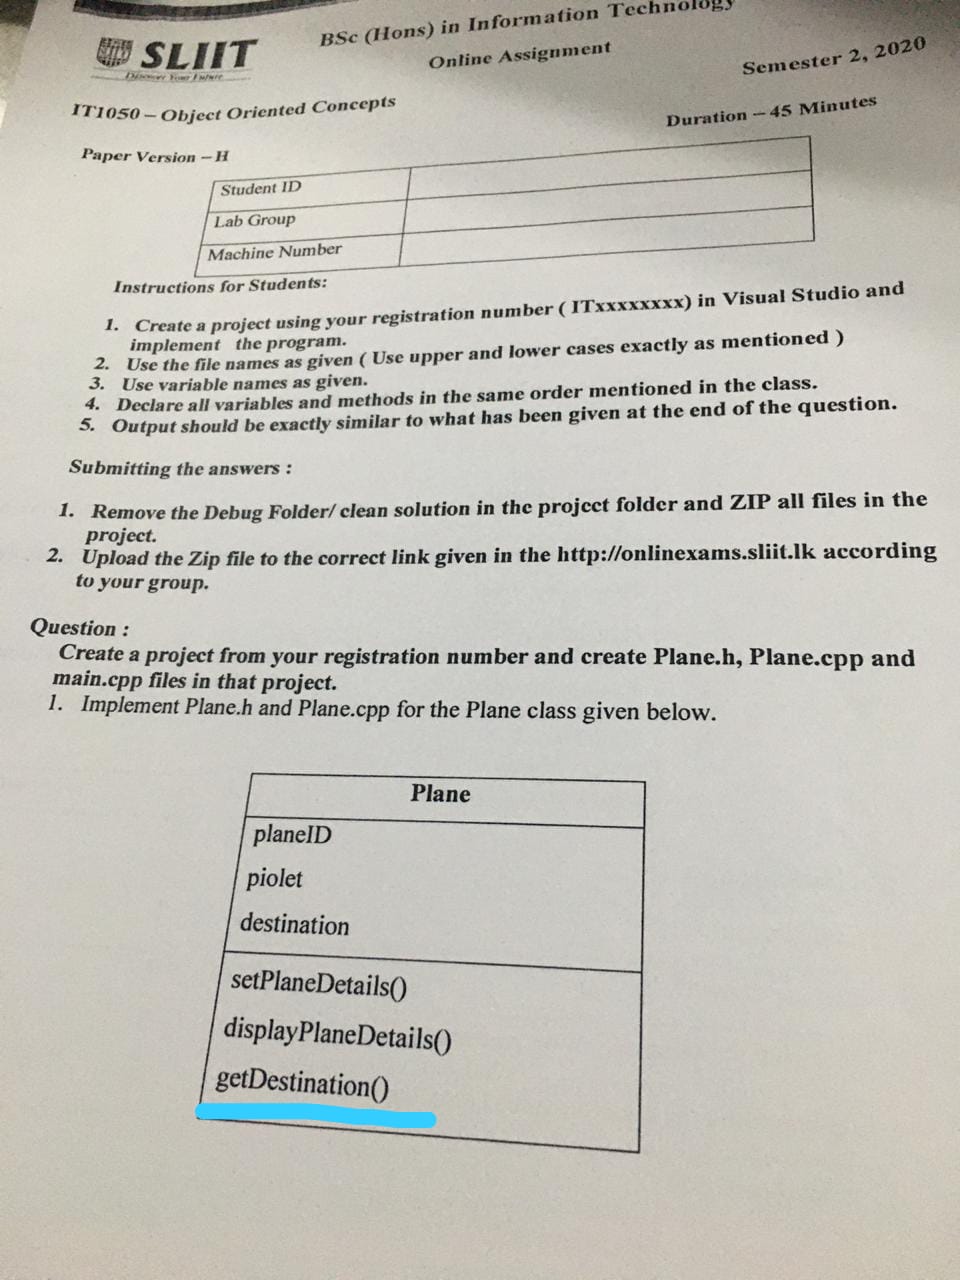 BSc (Hons) in Information Technology
SLIIT
Discover Your Future
Online Assignment
Semester 2, 2020
IT1050 – Object Oriented Concepts
Duration – 45 Minutes
Paper Version – H
Student ID
Lab Group
Machine Number
Instructions for Students:
1. Create a project using your registration number ( ITxxxxxxxx) in Visual Studio and
implement the program.
2. Use the file names as given ( Use upper and lower cases exactly as mentioned )
3. Use variable names as given.
4. Declare all variables and methods in the same order mentioned in the class.
5. Output should be exactly similar to what has been given at the end of the question.
Submitting the answers :
1. Remove the Debug Folder/ clean solution in the project folder and ZIP all files in the
project.
2. Upload the Zip file to the correct link given in the http://onlinexams.sliit.lk according
to your group.
Question :
Create a project from your registration number and create Plane.h, Plane.cpp and
main.cpp files in that project.
1. Implement Plane.h and Plane.cpp for the Plane class given below.
Plane
planeID
piolet
destination
setPlaneDetails()
displayPlaneDetails()
getDestination()